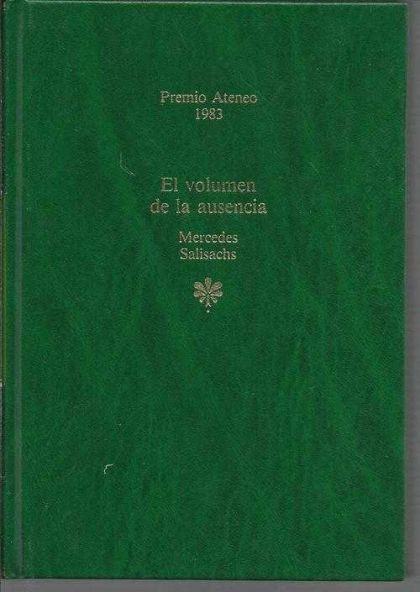 Premio Ateneo
1983
El volumen
de la ausencia
Mercedes
Salisachs